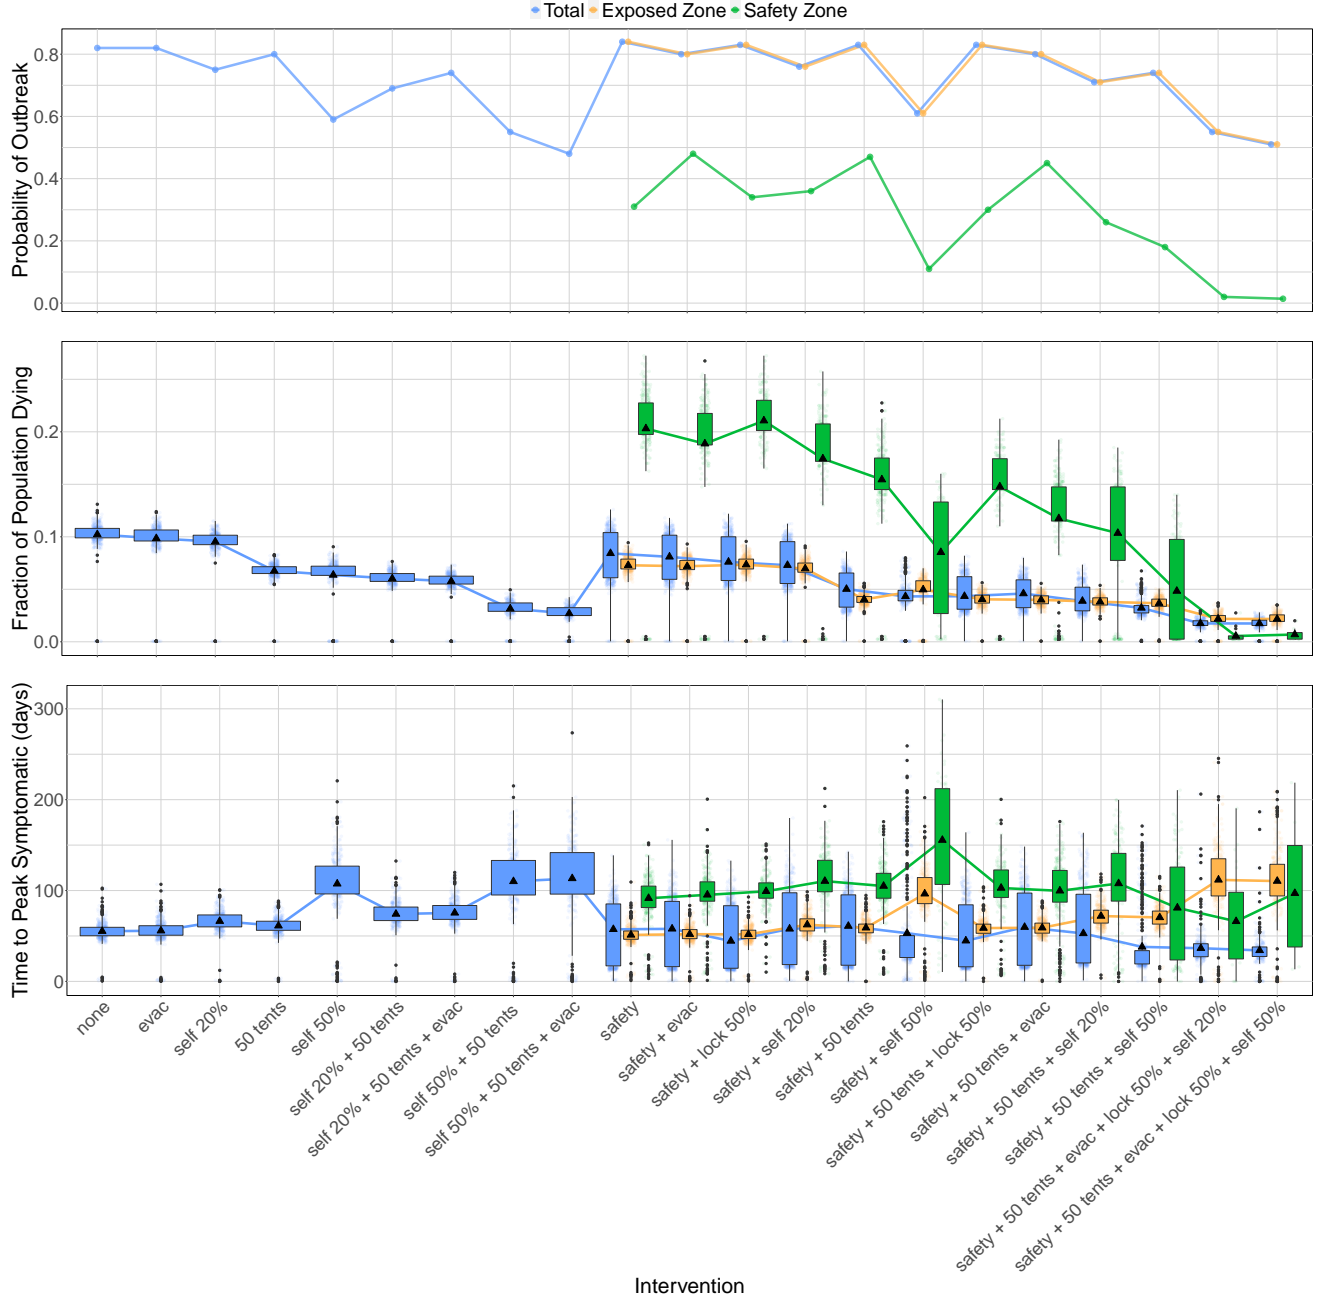 Total Exposed Zone Safety Zone
Probability of Outbreak
0.8
0.6
0.4
0.2
0.0
Fraction of Population Dying
0.2
0.1
0.0
Time to Peak Symptomatic (days)
300
200
100
0
none
evac
self 20%
50 tents
self 50%
self 20% + 50 tents
self 20% + 50 tents + evac
self 50% + 50 tents
self 50% + 50 tents + evac
safety
safety + evac
safety + lock 50%
safety + self 20%
safety + 50 tents
safety + self 50%
safety + 50 tents + lock 50%
safety + 50 tents + evac
safety + 50 tents + self 20%
safety + 50 tents + self 50%
safety + 50 tents + evac + lock 50% + self 20%
safety + 50 tents + evac + lock 50% + self 50%
Intervention